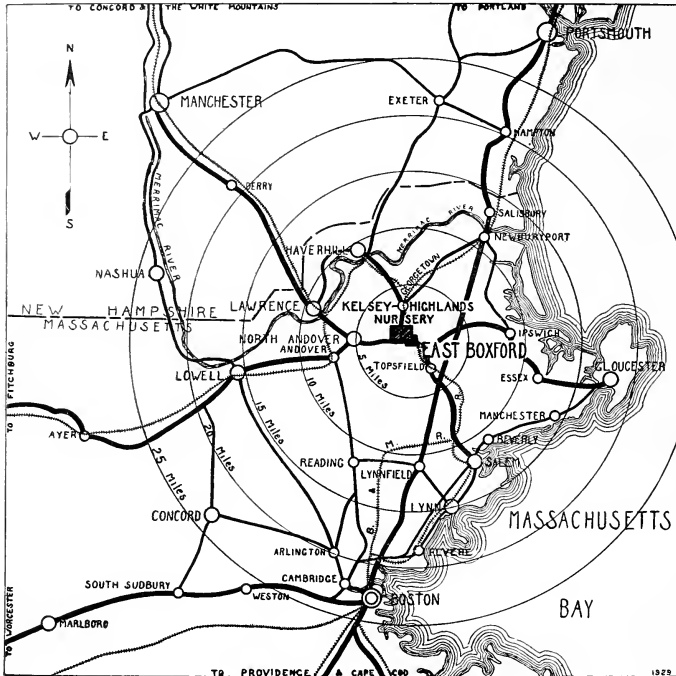 TO CONCORD & THE WHITE MOUNTAINS
TO PORTLAND
PORTSMOUTH
N
MANCHESTER
EXETER
W
E
HAMPTON
S
DERRY
MERRIMAC RIVER
SALISBURY
MERRIMAC RIVER
NEWBURYPORT
HAVERHILL
NASHUA
GEORGETOWN
LAWRENCE
KELSEY-HIGHLANDS
NURSERY
NEW HAMPSHIRE
MASSACHUSETTS
IPSWICH
NORTH ANDOVER
EAST BOXFORD
ANDOVER
5 MILES
TOPSFIELD
GLOUCESTER
LOWELL
ESSEX
10 MILES
TO FITCHBURG
15 MILES
MANCHESTER
20 MILES
R.
BEVERLY
AYER
M.
R.
25 MILES
READING
LYNNFIELD
SALEM
LYNN
CONCORD
MASSACHUSETTS
B. &
ARLINGTON
REVERE
CAMBRIDGE
SOUTH SUDBURY
WESTON
BOSTON
BAY
TO WORCESTER
MARLBORO
TO PROVIDENCE & CAPE COD
1929